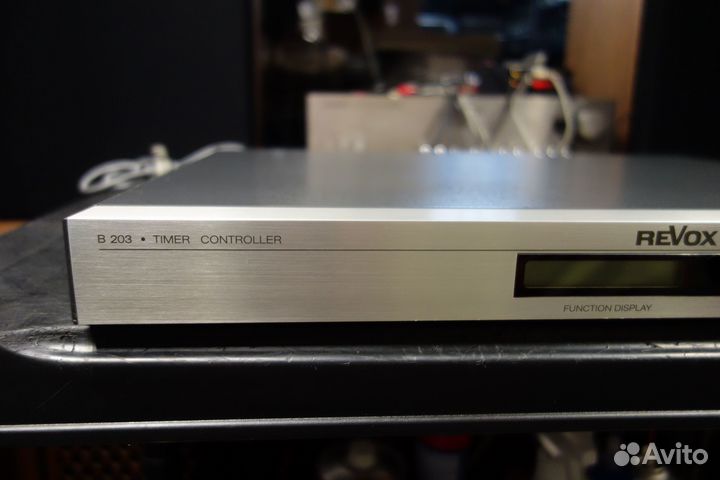 B 203 • TIMER CONTROLLER
REVOX
FUNCTION DISPLAY
Avito